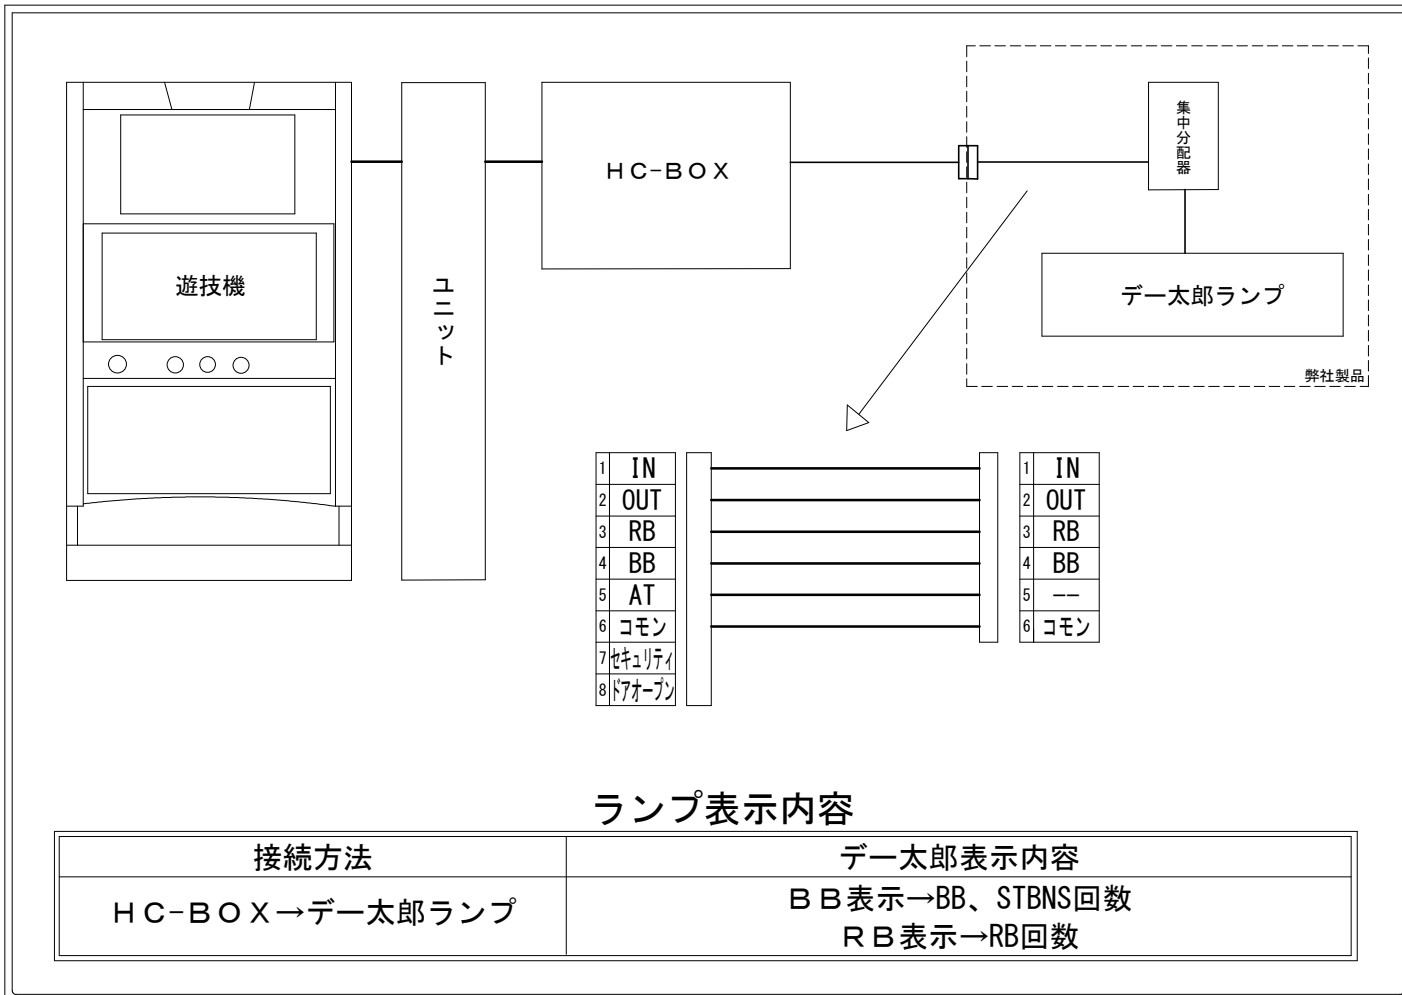 遊技機
ユニット
HC-BOX
集中分配器
デー太郎ランプ
弊社製品
1 IN
2 OUT
3 RB
4 BB
5 AT
6 コモン
7 セキュリティ
8 ドアオープン
1 IN
2 OUT
3 RB
4 BB
5 --
6 コモン
ランプ表示内容
接続方法 デー太郎表示内容
HC-BOX→デー太郎ランプ
BB表示→BB、STBNS回数
RB表示→RB回数